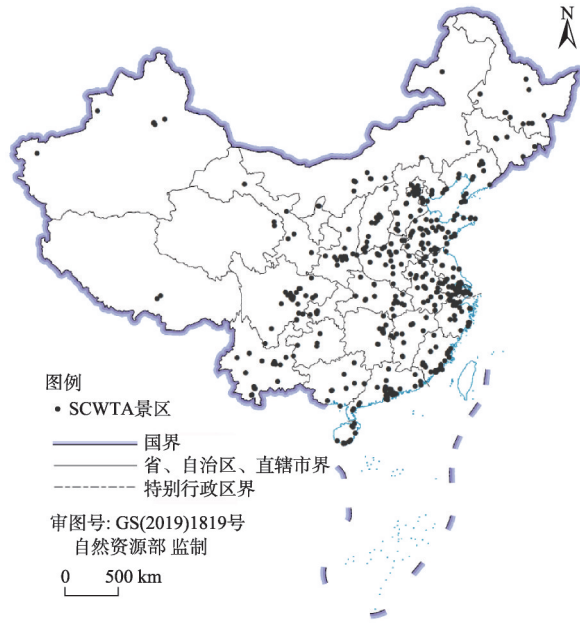 N
图例
• SCWTA景区
国界
省、自治区、直辖市界
特别行政区界
审图号: GS(2019)1819号
自然资源部 监制
0 500 km